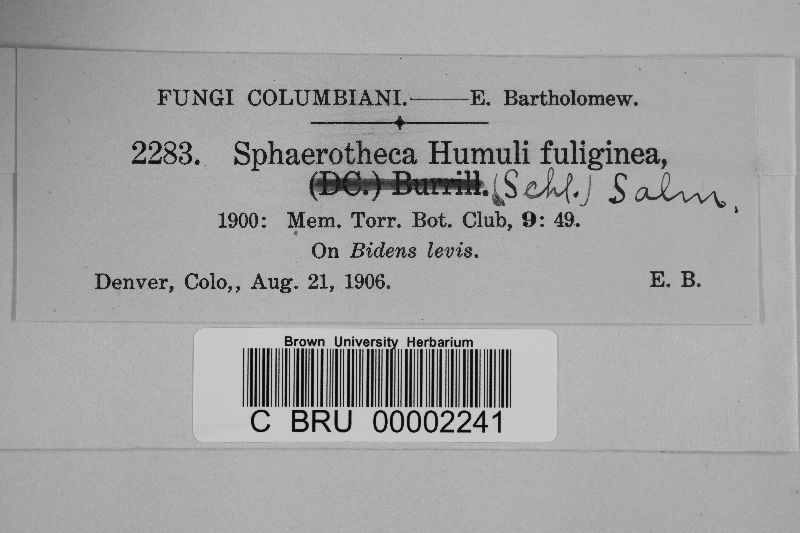 FUNGI COLUMBIANI.——E. Bartholomew.
2283. Sphaerotheca Humuli fuliginea,
(DC.) Burrill. (Schl.) Salm.
1900: Mem. Torr. Bot. Club, 9: 49.
On Bidens levis.
Denver, Colo,, Aug. 21, 1906. E. B.
Brown University Herbarium
C BRU 00002241